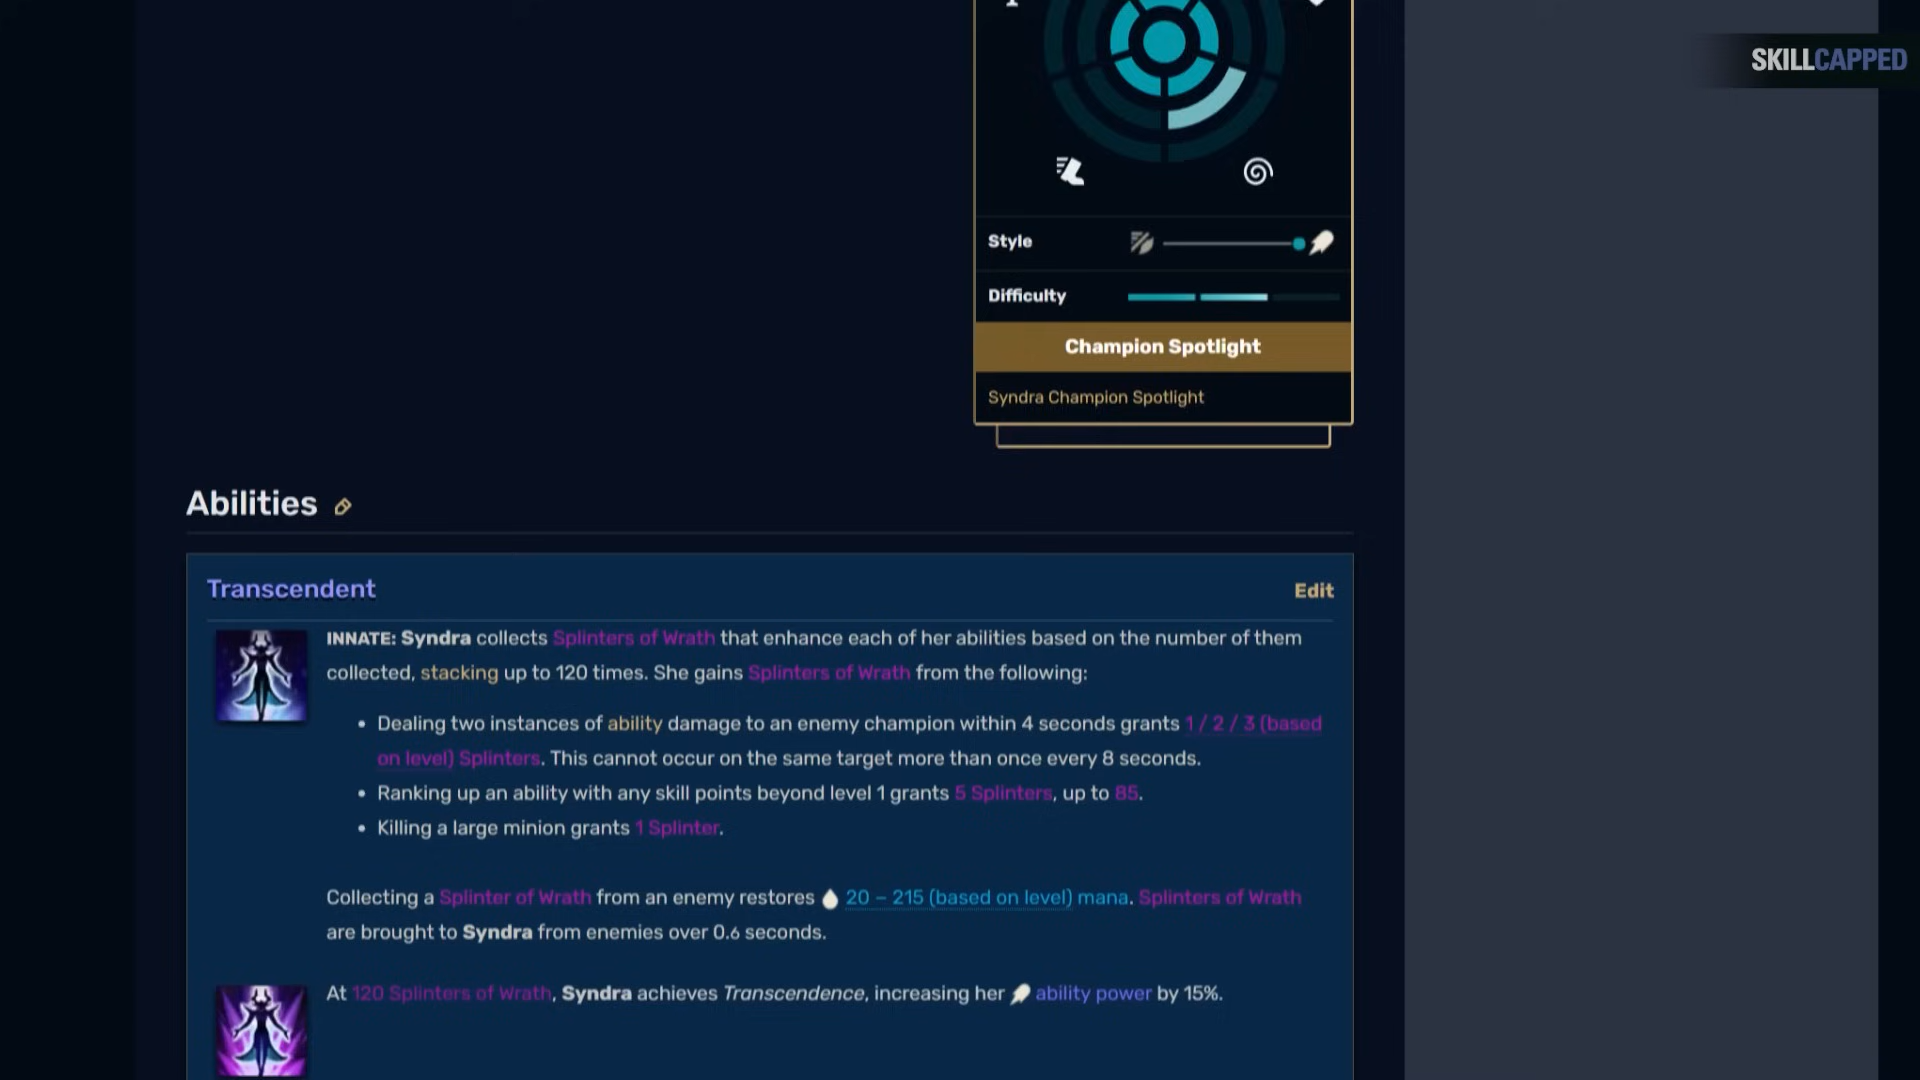 SKILLCAPPED
Style
Difficulty
Champion Spotlight
Syndra Champion Spotlight
Abilities
Transcendent
Edit
INNATE: Syndra collects Splinters of Wrath that enhance each of her abilities based on the number of them
collected, stacking up to 120 times. She gains Splinters of Wrath from the following:
• Dealing two instances of ability damage to an enemy champion within 4 seconds grants 1 / 2 / 3 (based
on level) Splinters. This cannot occur on the same target more than once every 8 seconds.
• Ranking up an ability with any skill points beyond level 1 grants 5 Splinters, up to 85.
• Killing a large minion grants 1 Splinter.
Collecting a Splinter of Wrath from an enemy restores 20 – 215 (based on level) mana. Splinters of Wrath
are brought to Syndra from enemies over 0.6 seconds.
At 120 Splinters of Wrath, Syndra achieves Transcendence, increasing her ability power by 15%.